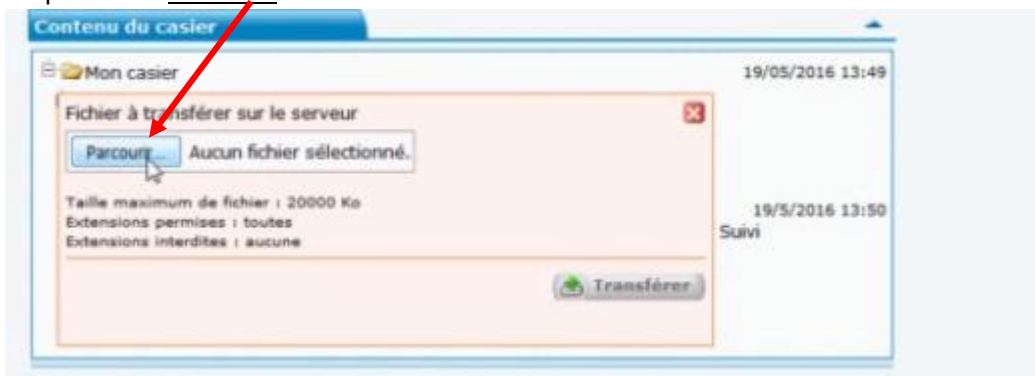 Contenu du casier
Mon casier 19/05/2016 13:49
Fichier à transférer sur le serveur
Parcourir... Aucun fichier sélectionné.
Taille maximum de fichier : 20000 Ko
Extensions permises : toutes 19/5/2016 13:50
Extensions interdites : aucune Suivi
Transférer